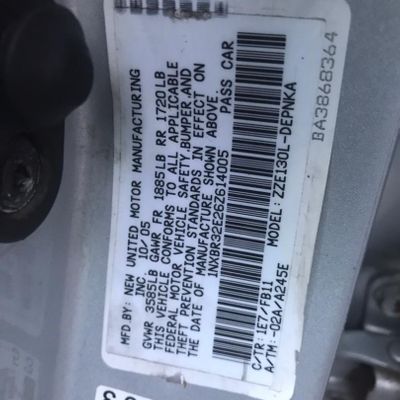 MFD BY: NEW UNITED MOTOR MANUFACTURING
INC. 10/05
GVWR 3585LB GAWR FR 1885LB RR 1720LB
THIS VEHICLE CONFORMS TO ALL APPLICABLE
FEDERAL MOTOR VEHICLE SAFETY,BUMPER,AND
THEFT PREVENTION STANDARDS IN EFFECT ON
THE DATE OF MANUFACTURE SHOWN ABOVE.
1NXBR32E26Z614005 PASS CAR
C/TR: 1E7/FB11 MODEL: ZZE130L-DEPNKA
A/TM: -02A/A245E
BA3868364